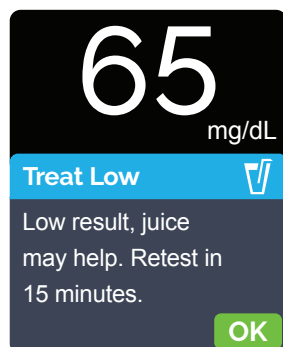 65
mg/dL
Treat Low
Low result, juice
may help. Retest in
15 minutes.
OK